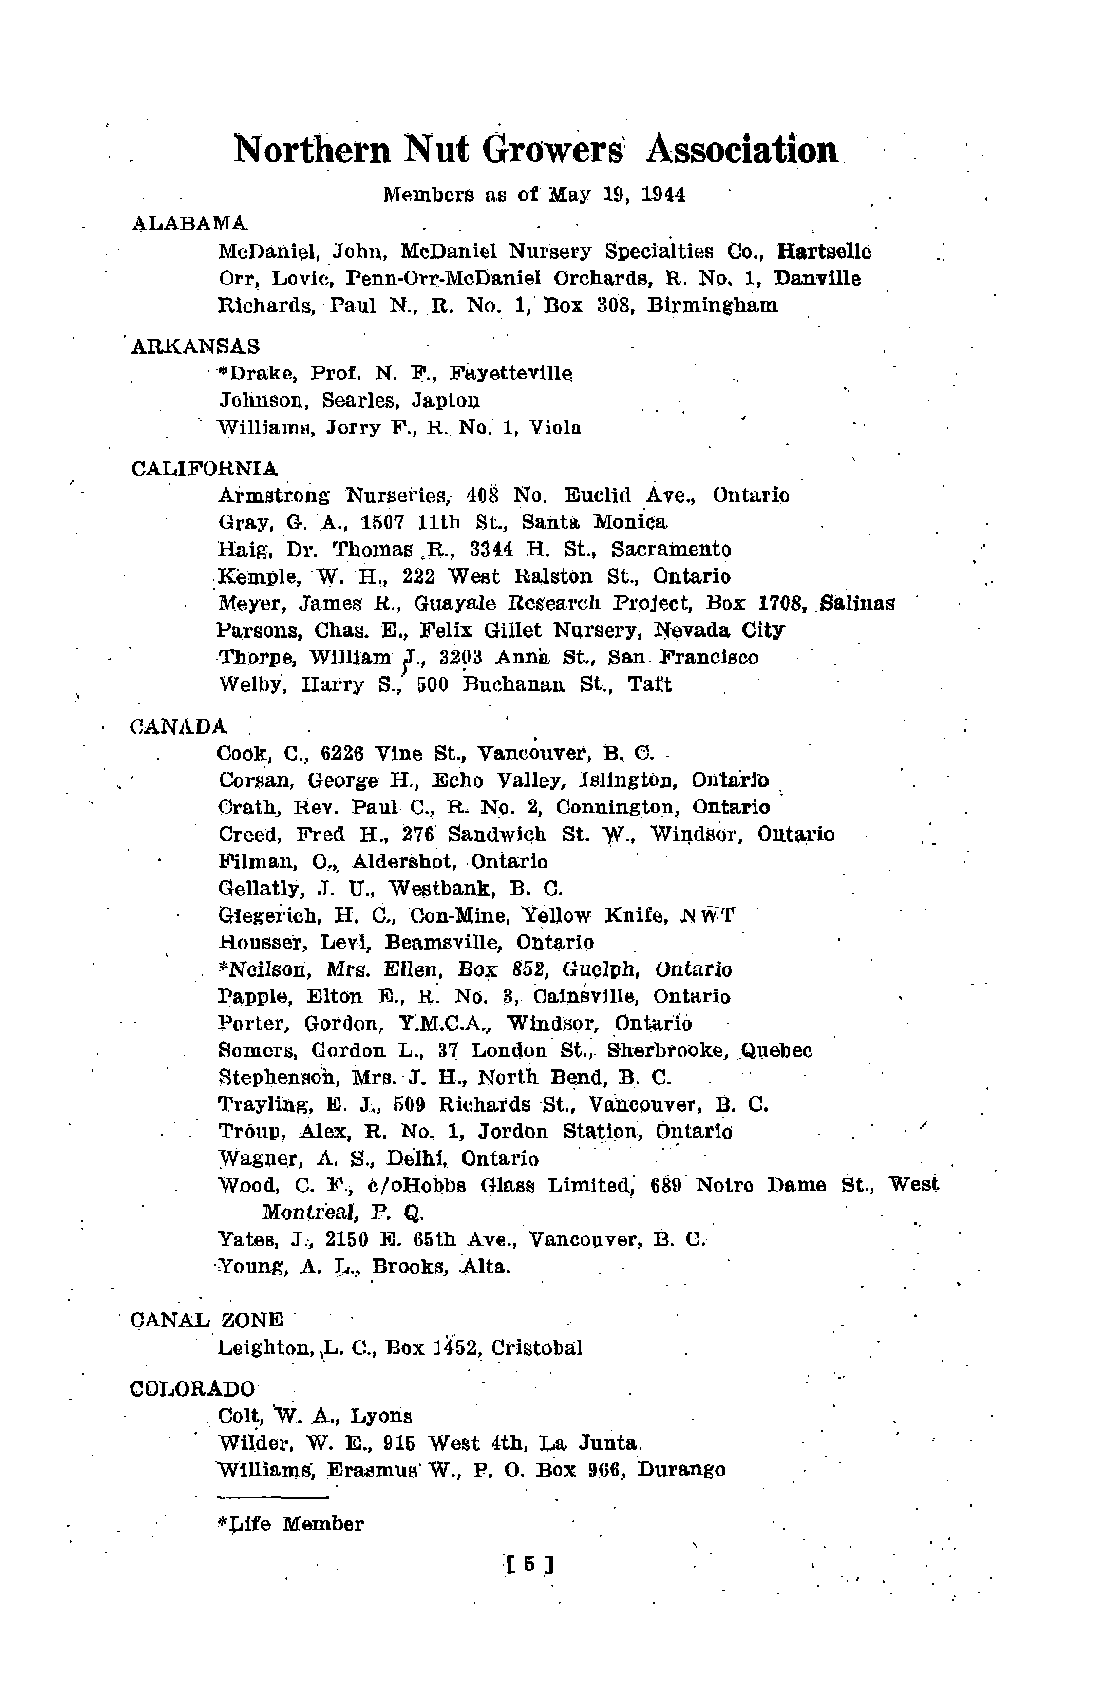 Northern Nut Growers Association
Members as of May 19, 1944
ALABAMA
McDaniel, John, McDaniel Nursery Specialties Co., Hartselle
Orr, Lovic, Penn-Orr-McDaniel Orchards, R. No. 1, Danville
Richards, Paul N., R. No. 1, Box 308, Birmingham
ARKANSAS
*Drake, Prof. N. F., Fayetteville
Johnson, Searles, Japton
Williams, Jerry F., R. No. 1, Viola
CALIFORNIA
Armstrong Nurseries, 408 No. Euclid Ave., Ontario
Gray, G. A., 1507 11th St., Santa Monica
Haig, Dr. Thomas R., 3344 H. St., Sacramento
Kemple, W. H., 222 West Ralston St., Ontario
Meyer, James R., Guayale Research Project, Box 1708, Salinas
Parsons, Chas. E., Felix Gillet Nursery, Nevada City
Thorpe, William J., 3203 Anna St., San Francisco
Welby, Harry S., 500 Buchanan St., Taft
CANADA
Cook, C., 6226 Vine St., Vancouver, B. C.
Corsan, George H., Echo Valley, Islington, Ontario
Crath, Rev. Paul C., R. No. 2, Connington, Ontario
Creed, Fred H., 276 Sandwich St. W., Windsor, Ontario
Filman, O., Aldershot, Ontario
Gellatly, J. U., Westbank, B. C.
Giegerich, H. C., Con-Mine, Yellow Knife, NWT
Housser, Levi, Beamsville, Ontario
*Neilson, Mrs. Ellen, Box 852, Guelph, Ontario
Papple, Elton E., R. No. 3, Cainsville, Ontario
Porter, Gordon, Y.M.C.A., Windsor, Ontario
Somers, Gordon L., 37 London St., Sherbrooke, Quebec
Stephenson, Mrs. J. H., North Bend, B. C.
Trayling, E. J., 509 Richards St., Vancouver, B. C.
Troup, Alex, R. No. 1, Jordon Station, Ontario
Wagner, A. S., Delhi, Ontario
Wood, C. F., c/oHobbs Glass Limited, 689 Notre Dame St., West
Montreal, P. Q.
Yates, J., 2150 E. 65th Ave., Vancouver, B. C.
Young, A. L., Brooks, Alta.
CANAL ZONE
Leighton, L. C., Box 1452, Cristobal
COLORADO
Colt, W. A., Lyons
Wilder, W. E., 915 West 4th, La Junta.
Williams, Erasmus W., P. O. Box 966, Durango
*Life Member
[ 5 ]